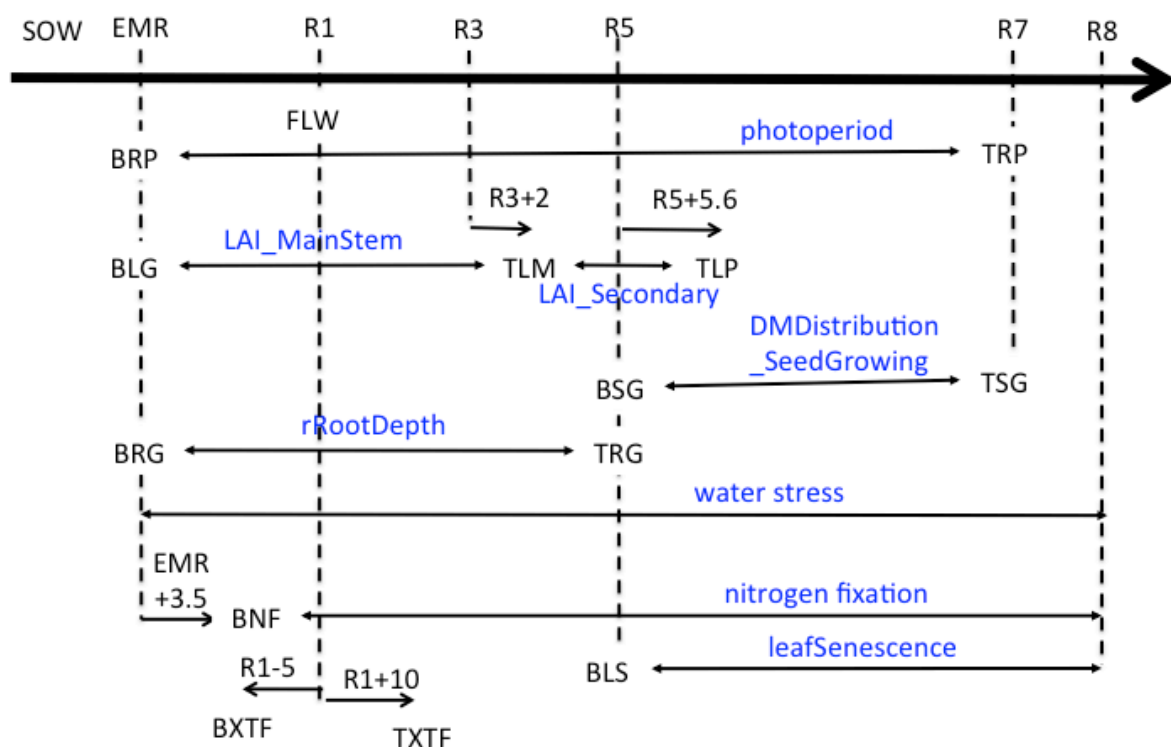 SOW EMR R1 R3 R5 R7 R8
FLW
photoperiod
BRP TRP
R3+2 R5+5.6
LAI_MainStem
BLG TLM TLP
LAI_Secondary
DMDistribution
_SeedGrowing
BSG TSG
rRootDepth
BRG TRG
water stress
EMR
+3.5
BNF nitrogen fixation
leafSenescence
R1-5 R1+10 BLS
BXTF TXTF